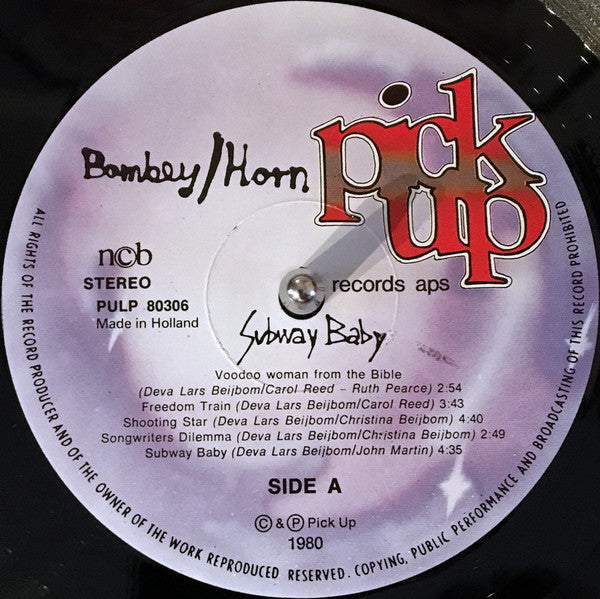 Bombey/Horn
pick up
records aps
ncb
STEREO
PULP 80306
Made in Holland
Subway Baby
Voodoo woman from the Bible
(Deva Lars Beijbom/Carol Reed – Ruth Pearce) 2:54
Freedom Train (Deva Lars Beijbom/Carol Reed) 3:43
Shooting Star (Deva Lars Beijbom/Christina Beijbom) 4:40
Songwriters Dilemma (Deva Lars Beijbom/Christina Beijbom) 2:49
Subway Baby (Deva Lars Beijbom/John Martin) 4:35
SIDE A
© & Ⓟ Pick Up
1980
ALL RIGHTS OF THE RECORD PRODUCER AND OF THE OWNER OF THE WORK REPRODUCED RESERVED. COPYING, PUBLIC PERFORMANCE AND BROADCASTING OF THIS RECORD PROHIBITED